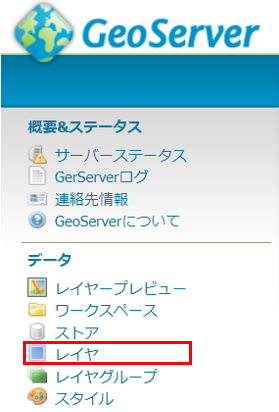 GeoServer
概要&ステータス
サーバーステータス
GerServerログ
連絡先情報
GeoServerについて
データ
レイヤープレビュー
ワークスペース
ストア
レイヤ
レイヤグループ
スタイル